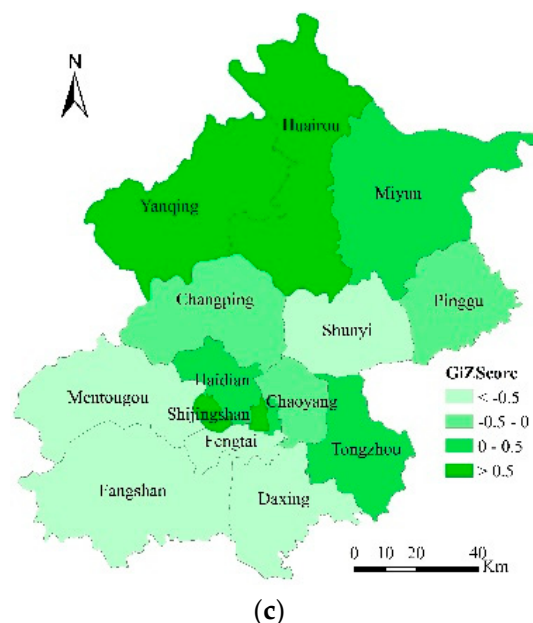 N
Huairou
Miyun
Yanqing
Changping
Pinggu
Shunyi
Haidian
Mentougou
Shijingshan
Chaoyang
Fengtai
Tongzhou
Fangshan
Daxing
GiZScore
< -0.5
-0.5 - 0
0 - 0.5
> 0.5
0 10 20 40
Km
(c)